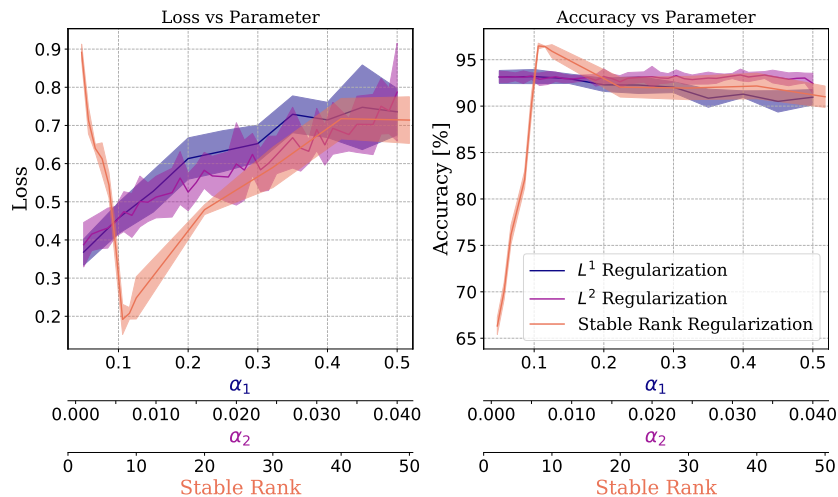 Loss vs Parameter
Loss
0.9
0.8
0.7
0.6
0.5
0.4
0.3
0.2
0.1 0.2 0.3 0.4 0.5
α1
0.000 0.010 0.020 0.030 0.040
α2
0 10 20 30 40 50
Stable Rank
Accuracy vs Parameter
Accuracy [%]
95
90
85
80
75
70
65
L¹ Regularization
L² Regularization
Stable Rank Regularization
0.1 0.2 0.3 0.4 0.5
α1
0.000 0.010 0.020 0.030 0.040
α2
0 10 20 30 40 50
Stable Rank